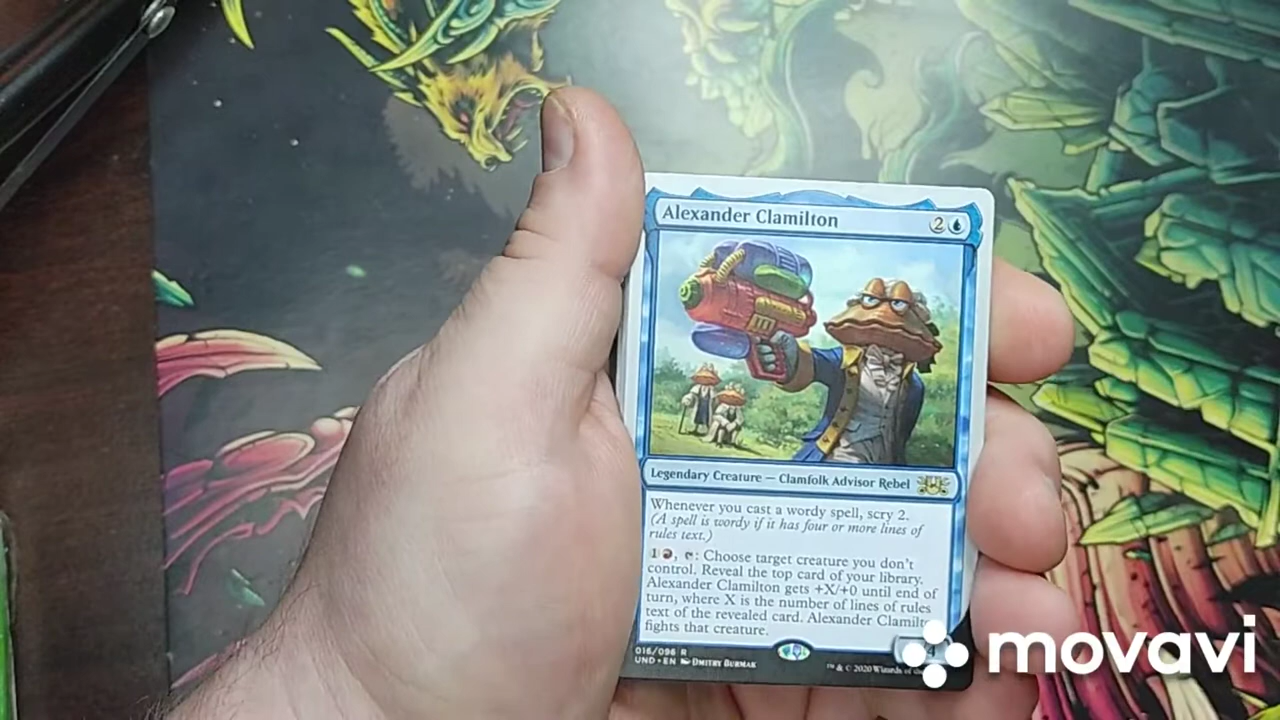 Alexander Clamilton
2
Legendary Creature — Clamfolk Advisor Rebel
Whenever you cast a wordy spell, scry 2.
(A spell is wordy if it has four or more lines of
rules text.)
1, : Choose target creature you don't
control. Reveal the top card of your library.
Alexander Clamilton gets +X/+0 until end of
turn, where X is the number of lines of rules
text of the revealed card. Alexander
fights that creature.
016/096 R
UND • EN DMITRY BURMAK
™ & © 2020 Wizards of
movavi